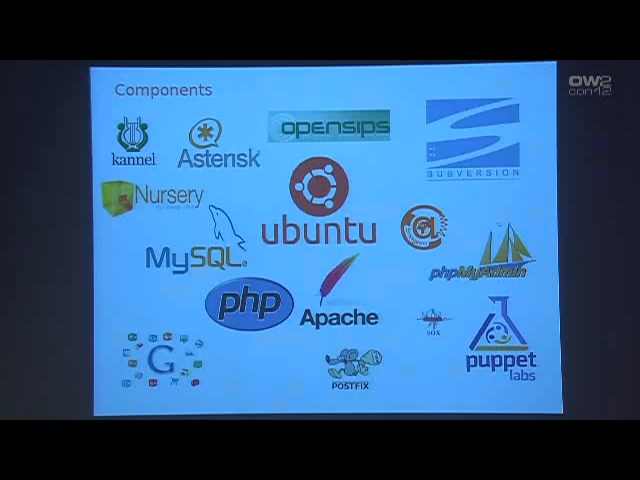 Components
OW2
con12
kannel
Asterisk
OPENSIPS
SUBVERSION
Nursery
ubuntu
MySQL
phpMyAdmin
php
Apache
sox
G
POSTFIX
puppet
labs